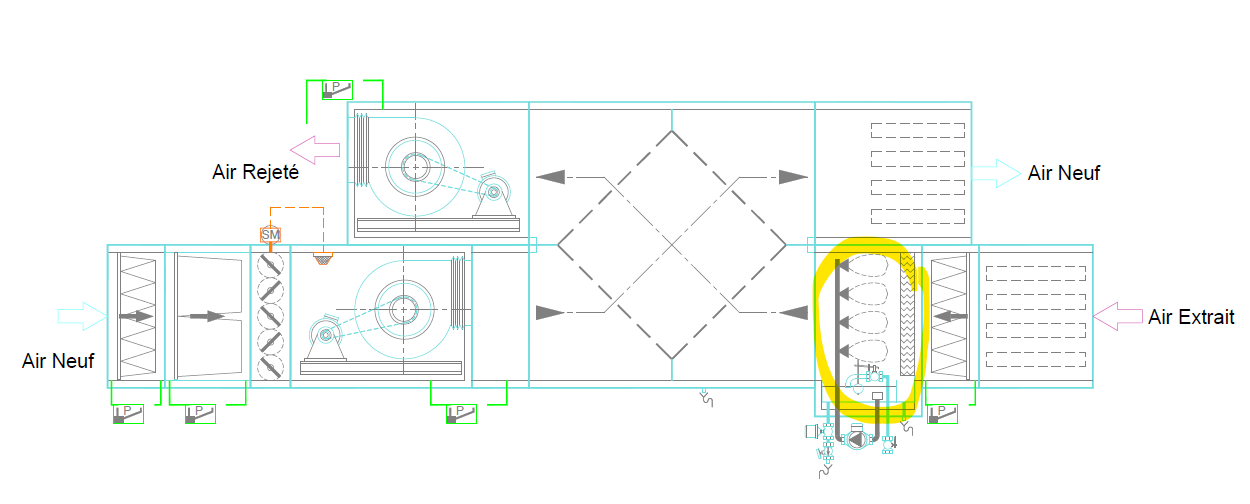 P
Air Rejeté
Air Neuf
SM
Air Neuf
Air Extrait
P
P
P
P